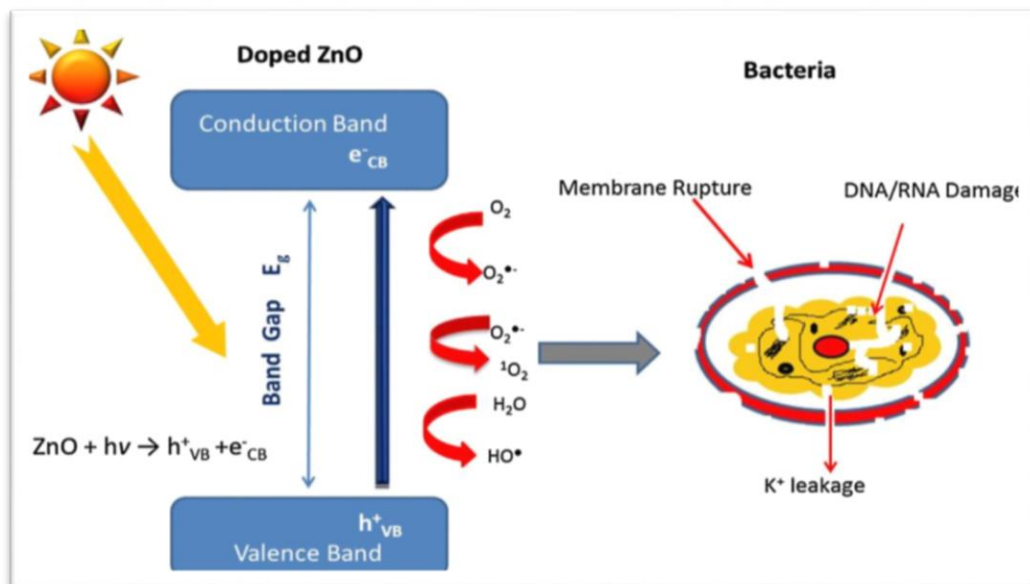 Doped ZnO
Bacteria
Conduction Band
e⁻CB
Membrane Rupture
DNA/RNA Damage
O₂
O₂•⁻
Band Gap Eg
O₂•⁻
¹O₂
H₂O
HO•
ZnO + hν → h⁺VB +e⁻CB
K⁺ leakage
h⁺VB
Valence Band